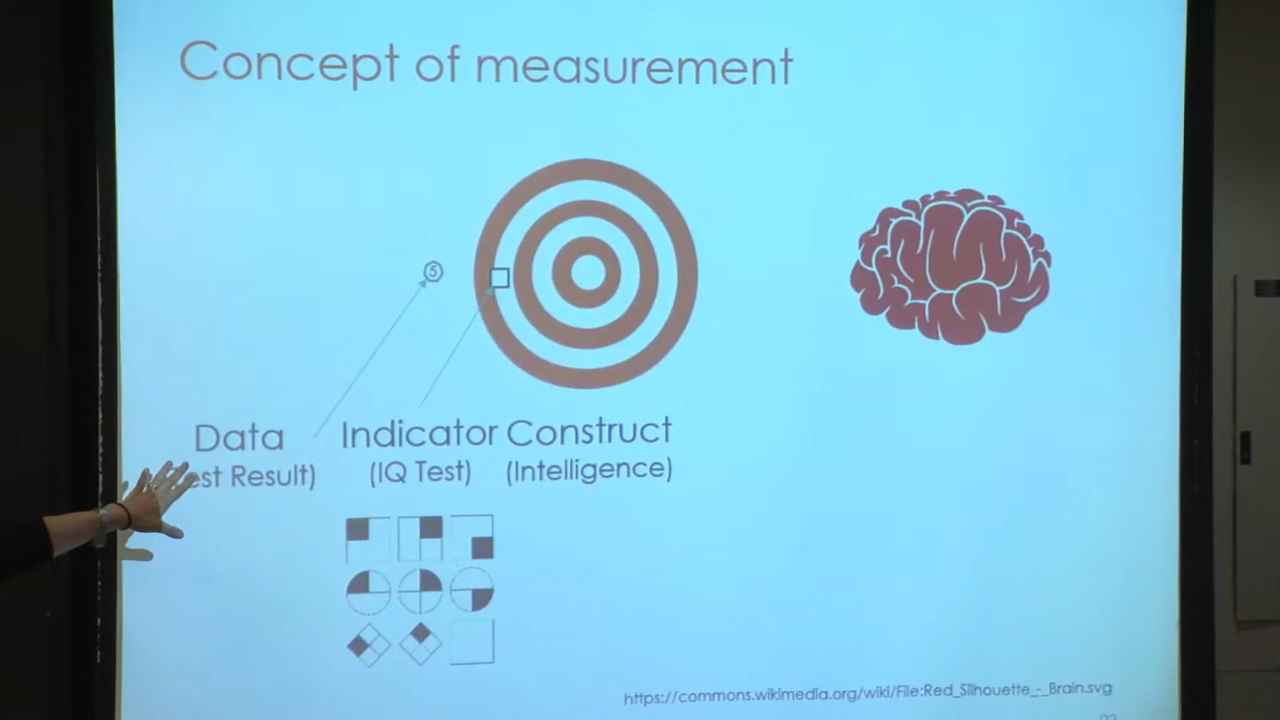 Concept of measurement
5
Data Indicator Construct
est Result) (IQ Test) (Intelligence)
https://commons.wikimedia.org/wiki/File:Red_Silhouette_-_Brain.svg